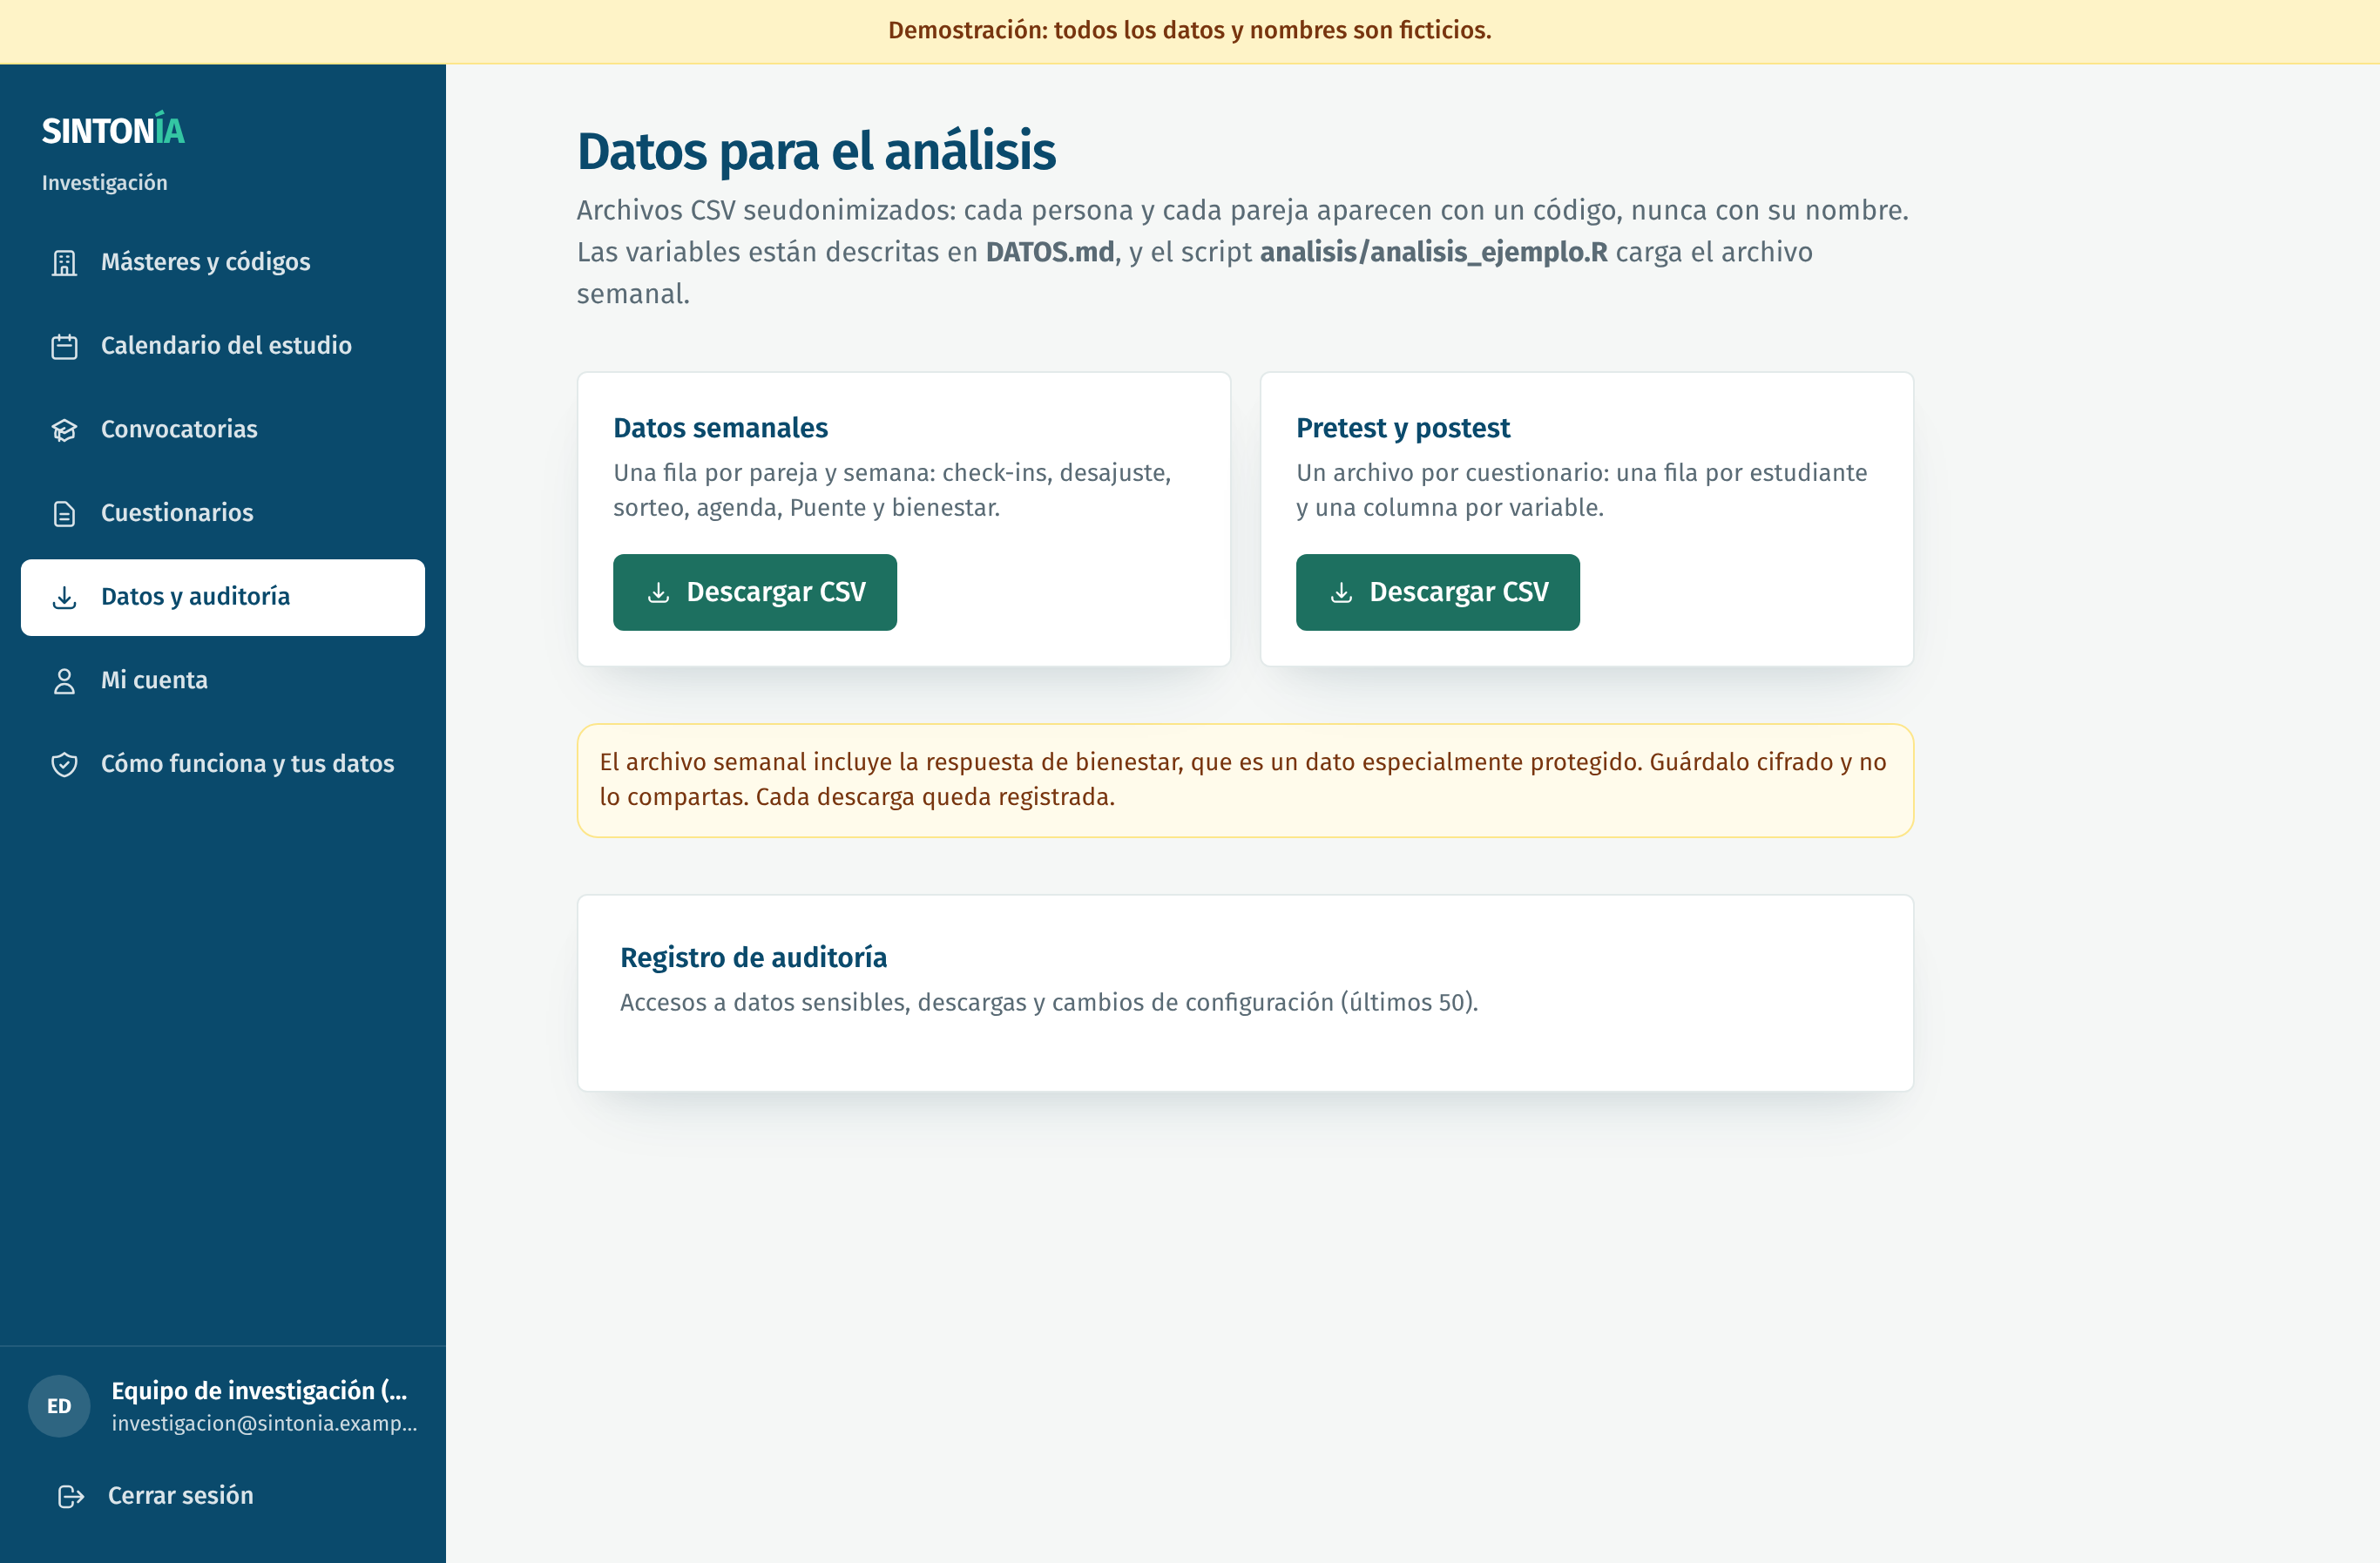 Demostración: todos los datos y nombres son ficticios.
SINTONÍA
Investigación
Másteres y códigos
Calendario del estudio
Convocatorias
Cuestionarios
Datos y auditoría
Mi cuenta
Cómo funciona y tus datos
ED
Equipo de investigación (...
investigacion@sintonia.examp...
Cerrar sesión
Datos para el análisis
Archivos CSV seudonimizados: cada persona y cada pareja aparecen con un código, nunca con su nombre.
Las variables están descritas en DATOS.md, y el script analisis/analisis_ejemplo.R carga el archivo
semanal.
Datos semanales
Una fila por pareja y semana: check-ins, desajuste,
sorteo, agenda, Puente y bienestar.
Descargar CSV
Pretest y postest
Un archivo por cuestionario: una fila por estudiante
y una columna por variable.
Descargar CSV
El archivo semanal incluye la respuesta de bienestar, que es un dato especialmente protegido. Guárdalo cifrado y no
lo compartas. Cada descarga queda registrada.
Registro de auditoría
Accesos a datos sensibles, descargas y cambios de configuración (últimos 50).